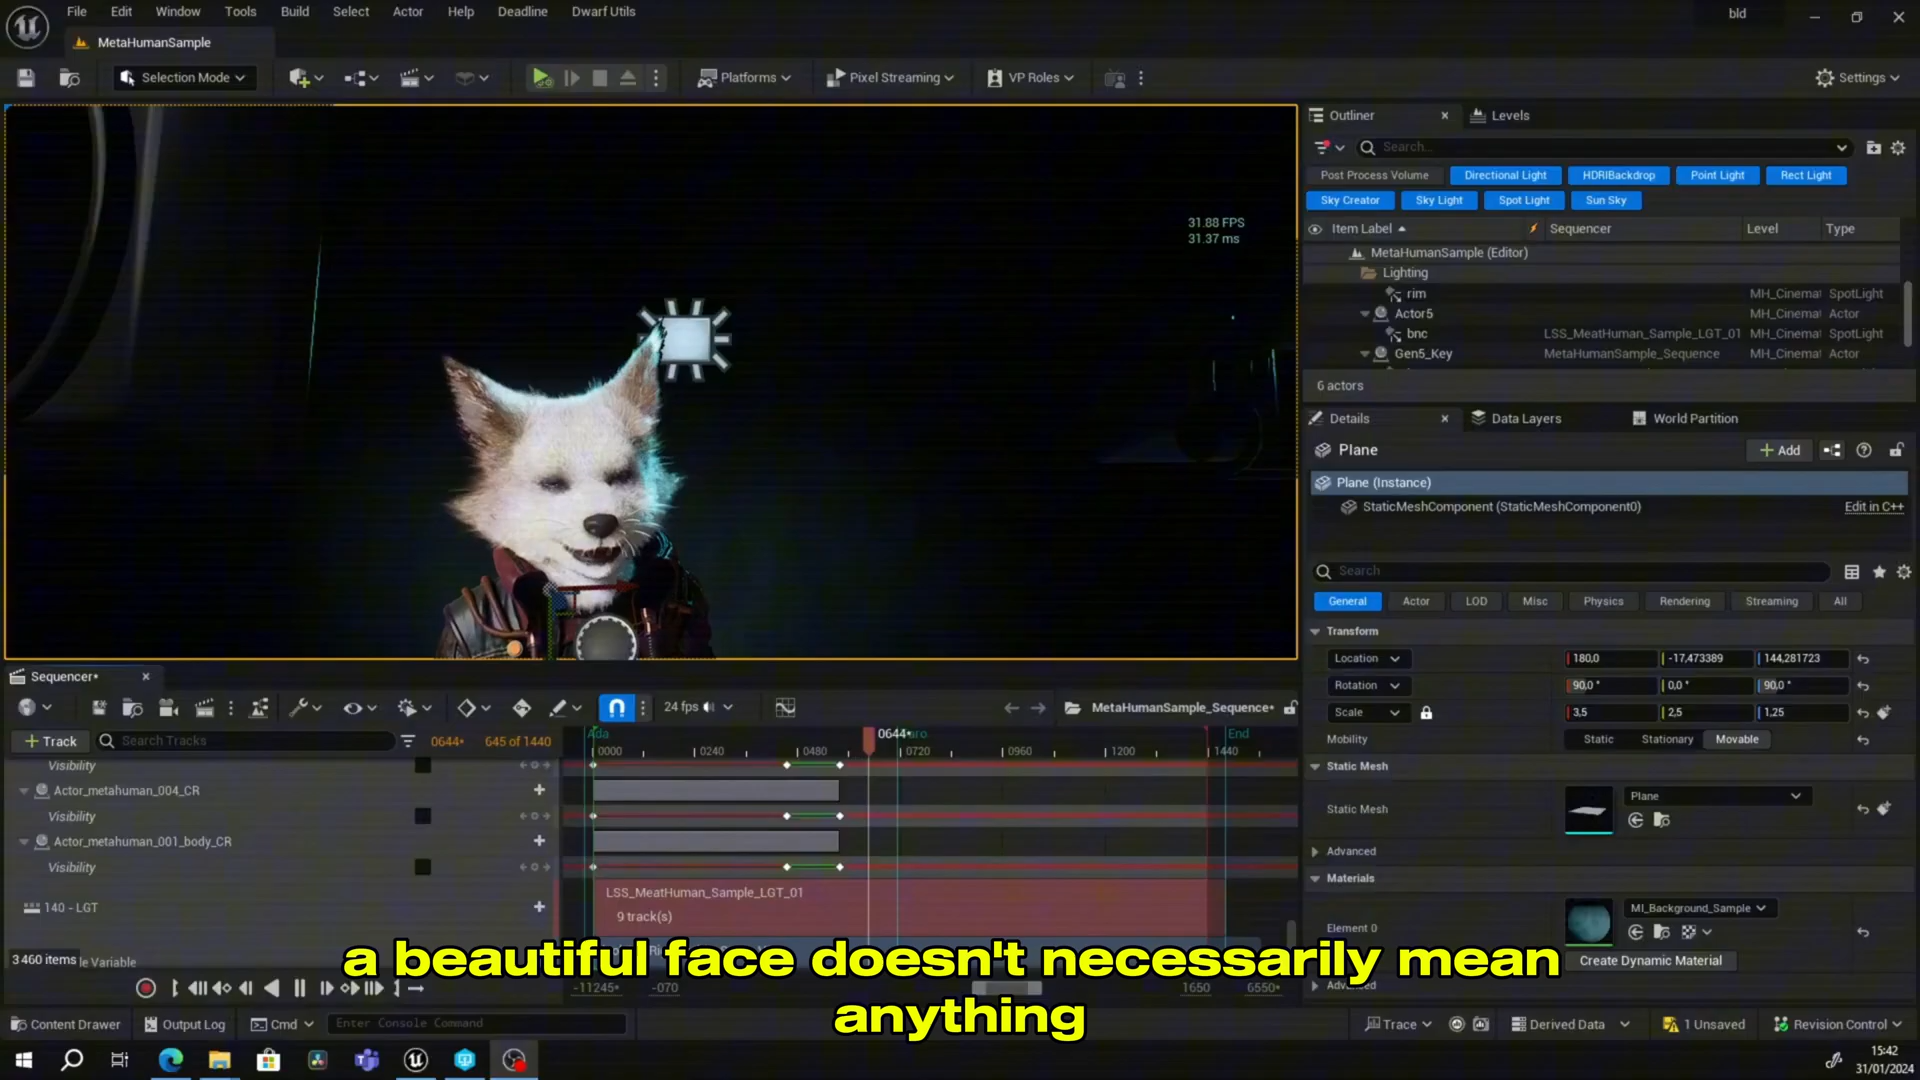 File Edit Window Tools Build Select Actor Help Deadline Dwarf Utils
bld
MetaHumanSample
Selection Mode
Platforms
Pixel Streaming
VP Roles
Settings
31.88 FPS
31.37 ms
Outliner
Levels
Search...
Post Process Volume Directional Light HDRIBackdrop Point Light Rect Light
Sky Creator Sky Light Spot Light Sun Sky
Item Label Sequencer Level Type
MetaHumanSample (Editor)
Lighting
rim MH_Cinemat SpotLight
Actor5 MH_Cinemat Actor
bnc LSS_MeatHuman_Sample_LGT_01 MH_Cinemat SpotLight
Gen5_Key MetaHumanSample_Sequence MH_Cinemat Actor
6 actors
Details Data Layers World Partition
Plane
Add
Plane (Instance)
StaticMeshComponent (StaticMeshComponent0) Edit in C++
Search
General Actor LOD Misc Physics Rendering Streaming All
Transform
Location 180,0 -17,473389 144,281723
Rotation 90,0 ° 0,0 ° 90,0 °
Scale 3,5 2,5 1,25
Mobility Static Stationary Movable
Static Mesh
Static Mesh Plane
Advanced
Materials
Element 0 MI_Background_Sample
Create Dynamic Material
Advanced
Sequencer*
24 fps
MetaHumanSample_Sequence*
Track Search Tracks 0644* 645 of 1440
Ada 0644* aro End
0000 0240 0480 0720 0960 1200 1440
Visibility
Actor_metahuman_004_CR
Visibility
Actor_metahuman_001_body_CR
Visibility
LSS_MeatHuman_Sample_LGT_01
140 - LGT
9 track(s)
3 460 items le Variable
a beautiful face doesn't necessarily mean
anything
-11245* -070 1650 6550*
Content Drawer Output Log Cmd Enter Console Command
Trace Derived Data 1 Unsaved Revision Control
15:42
31/01/2024